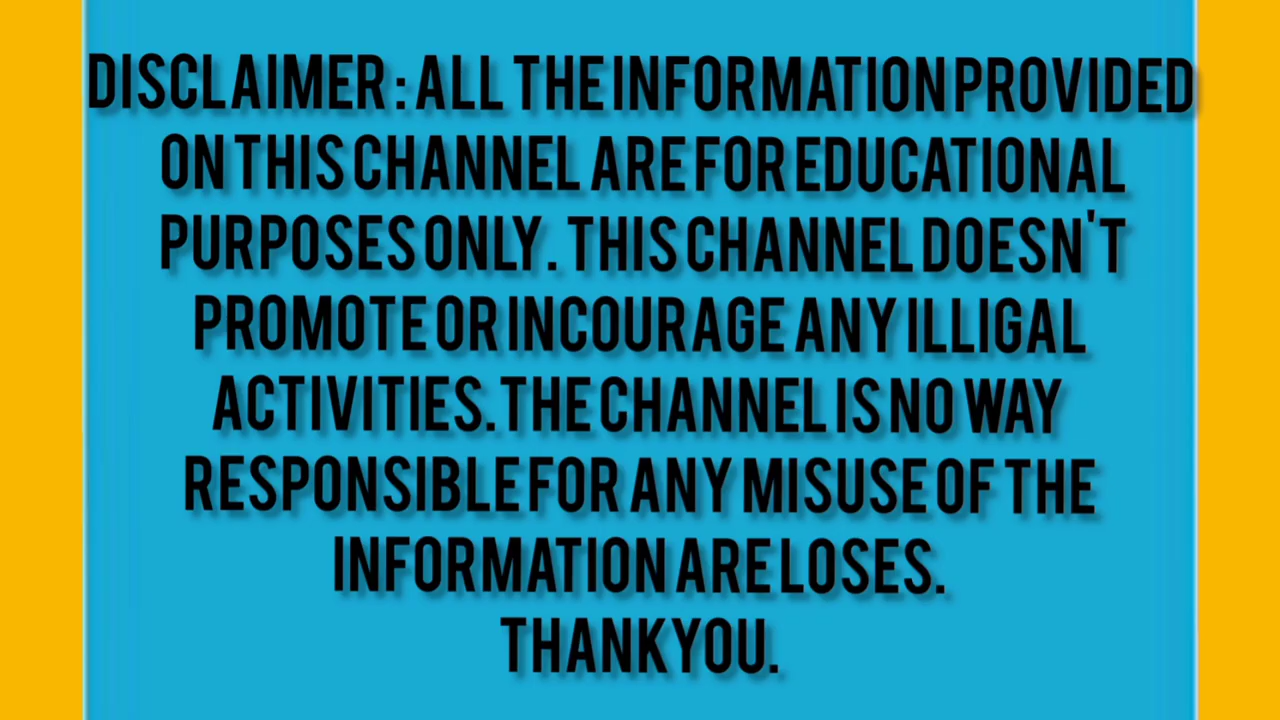 DISCLAIMER : ALL THE INFORMATION PROVIDED
ON THIS CHANNEL ARE FOR EDUCATIONAL
PURPOSES ONLY. THIS CHANNEL DOESN'T
PROMOTE OR INCOURAGE ANY ILLIGAL
ACTIVITIES. THE CHANNEL IS NO WAY
RESPONSIBLE FOR ANY MISUSE OF THE
INFORMATION ARE LOSES.
THANK YOU.